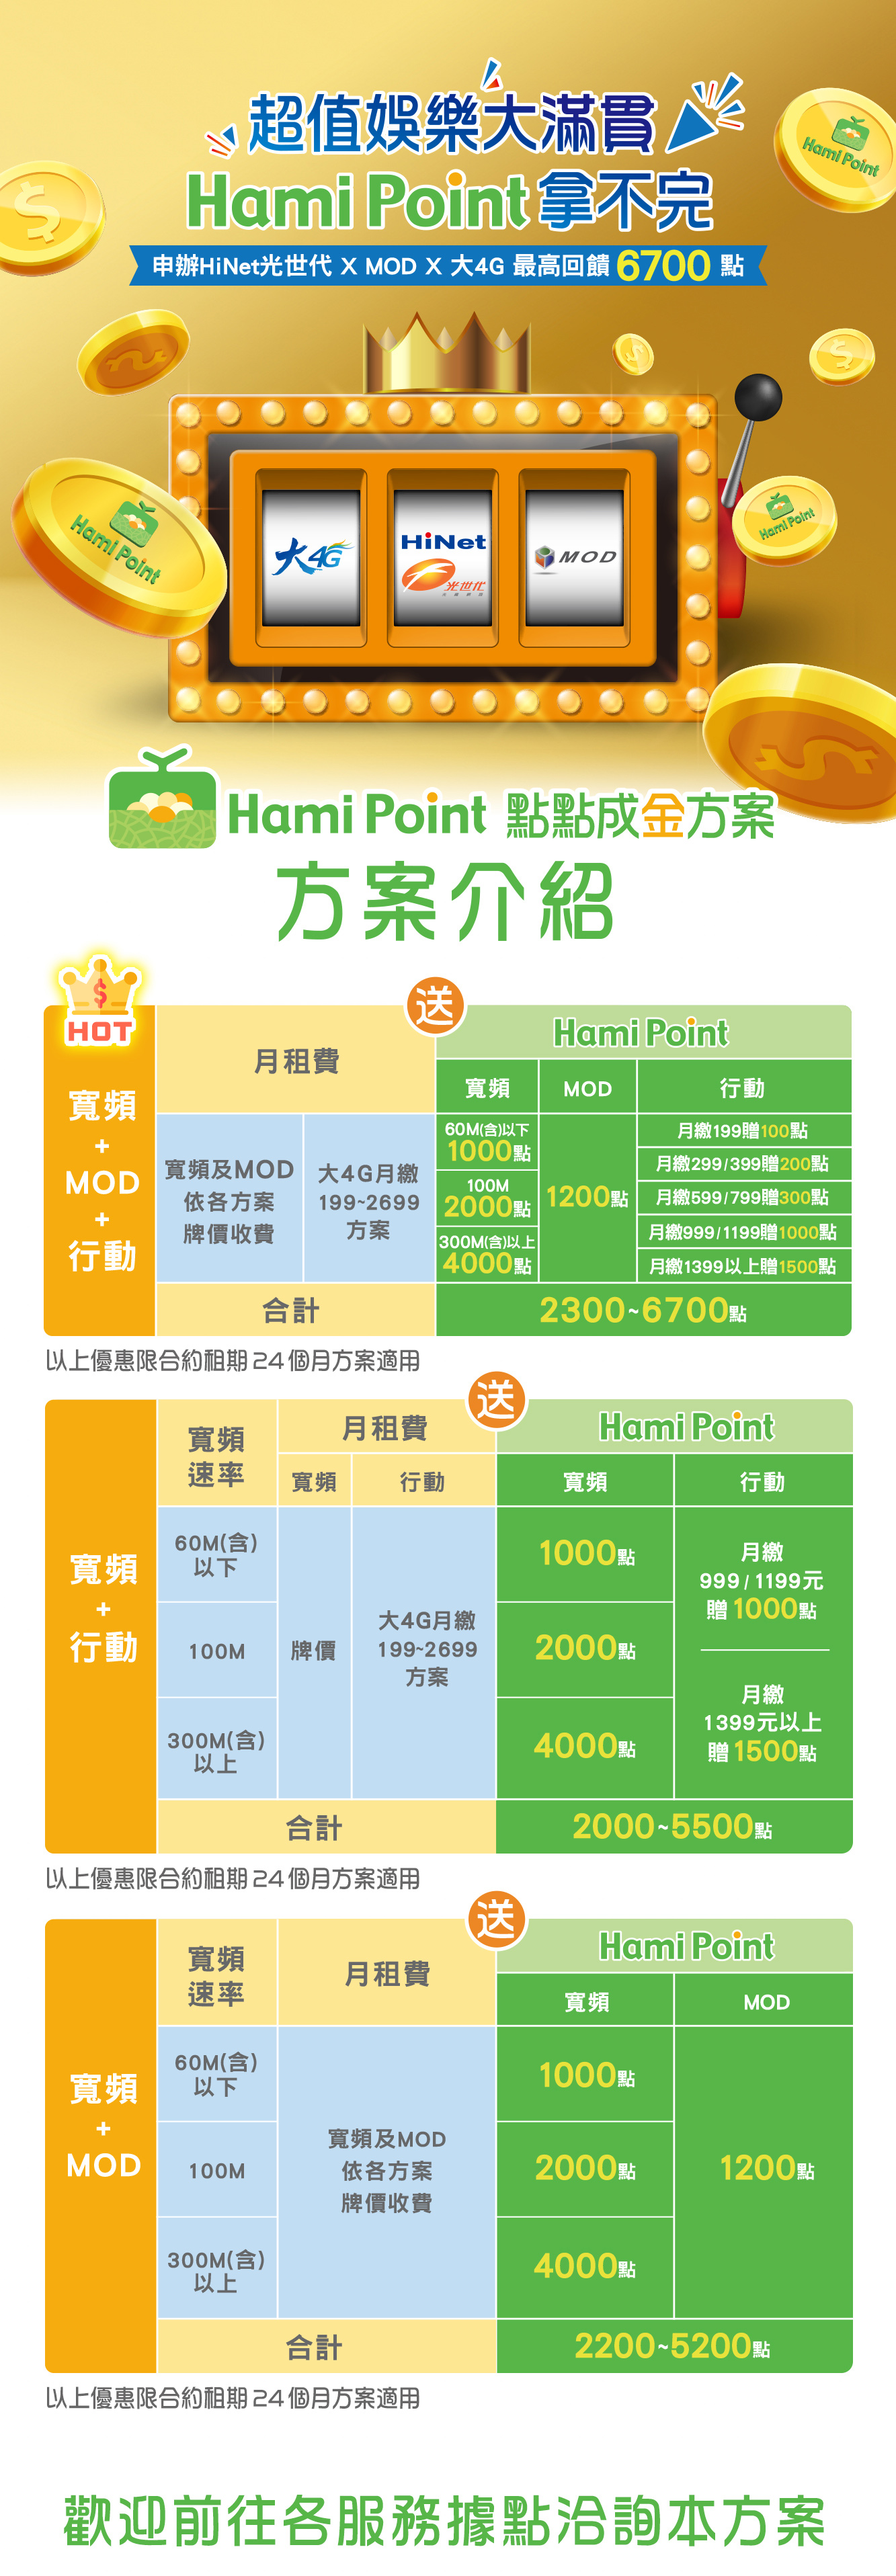 超值娛樂大滿貫
Hami Point拿不完
申辦HiNet光世代 X MOD X 大4G 最高回饋 6700 點
Hami Point
Hami Point
Hami Point
大4G
HiNet
光世代
MOD
Hami Point 點點成金方案
方案介紹
HOT
寬頻
+
MOD
+
行動
月租費
送
Hami Point
寬頻
MOD
行動
寬頻及MOD
依各方案
牌價收費
大4G月繳
199~2699
方案
60M(含)以下
1000點
100M
2000點
300M(含)以上
4000點
1200點
月繳199贈100點
月繳299/399贈200點
月繳599/799贈300點
月繳999/1199贈1000點
月繳1399以上贈1500點
合計
2300~6700點
以上優惠限合約租期24個月方案適用
寬頻
+
行動
寬頻
速率
月租費
送
Hami Point
寬頻
行動
寬頻
行動
60M(含)
以下
100M
300M(含)
以上
牌價
大4G月繳
199~2699
方案
1000點
2000點
4000點
月繳
999/1199元
贈1000點
月繳
1399元以上
贈1500點
合計
2000~5500點
以上優惠限合約租期24個月方案適用
寬頻
+
MOD
寬頻
速率
月租費
送
Hami Point
寬頻
MOD
60M(含)
以下
100M
300M(含)
以上
寬頻及MOD
依各方案
牌價收費
1000點
2000點
4000點
1200點
合計
2200~5200點
以上優惠限合約租期24個月方案適用
歡迎前往各服務據點洽詢本方案